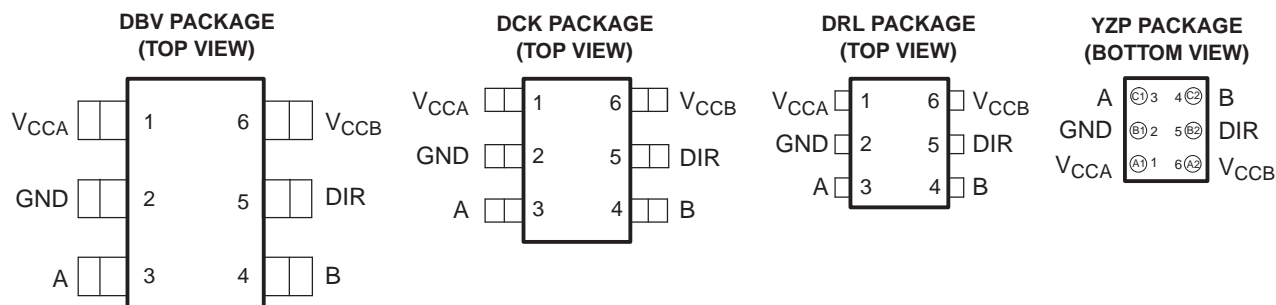 DBV PACKAGE
(TOP VIEW)
VCCA 1 6 VCCB
GND 2 5 DIR
A 3 4 B
DCK PACKAGE
(TOP VIEW)
VCCA 1 6 VCCB
GND 2 5 DIR
A 3 4 B
DRL PACKAGE
(TOP VIEW)
VCCA 1 6 VCCB
GND 2 5 DIR
A 3 4 B
YZP PACKAGE
(BOTTOM VIEW)
A C1 3 4 C2 B
GND B1 2 5 B2 DIR
VCCA A1 1 6 A2 VCCB